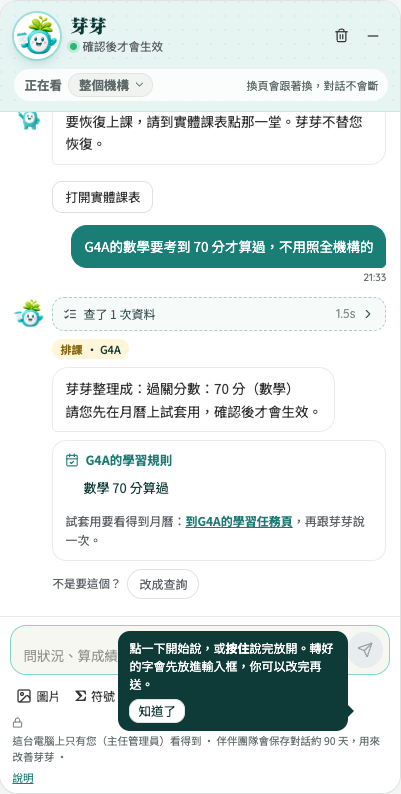 芽芽
確認後才會生效
正在看 整個機構 換頁會跟著換，對話不會斷
要恢復上課，請到實體課表點那一堂。芽芽不替您
恢復。
打開實體課表
G4A的數學要考到 70 分才算過，不用照全機構的
21:33
查了 1 次資料 1.5s
排課 · G4A
芽芽整理成：過關分數：70 分（數學）
請您先在月曆上試套用，確認後才會生效。
G4A的學習規則
數學 70 分算過
試套用要看得到月曆：到G4A的學習任務頁，再跟芽芽說
一次。
不是要這個？ 改成查詢
問狀況、算成績
點一下開始說，或按住說完放開。轉好
的字會先放進輸入框，你可以改完再
送。
知道了
圖片 符號
這台電腦上只有您（主任管理員）看得到 · 伴伴團隊會保存對話約 90 天，用來
改善芽芽 ·
說明